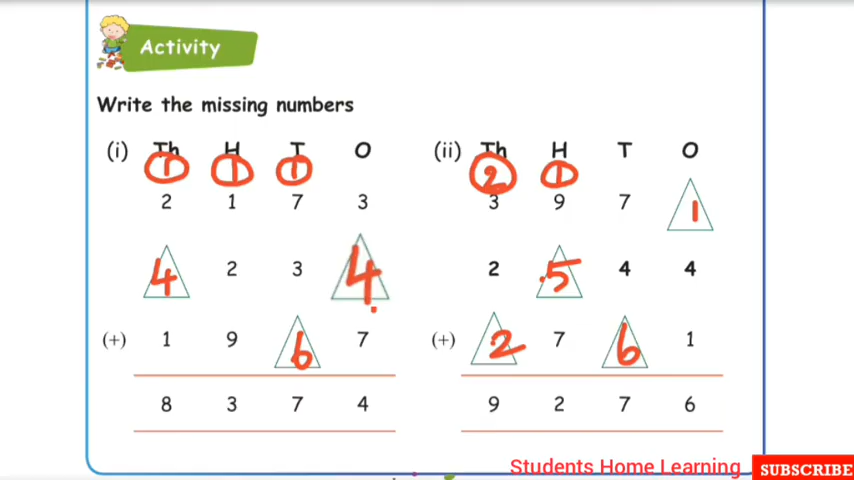 Activity
Write the missing numbers
(i) Th H T O (ii) Th H T O
1 1 1 2 1
2 1 7 3 3 9 7 1
4 2 3 4 2 5 4 4
(+) 1 9 6 7 (+) 2 7 6 1
8 3 7 4 9 2 7 6
Students Home Learning SUBSCRIBE